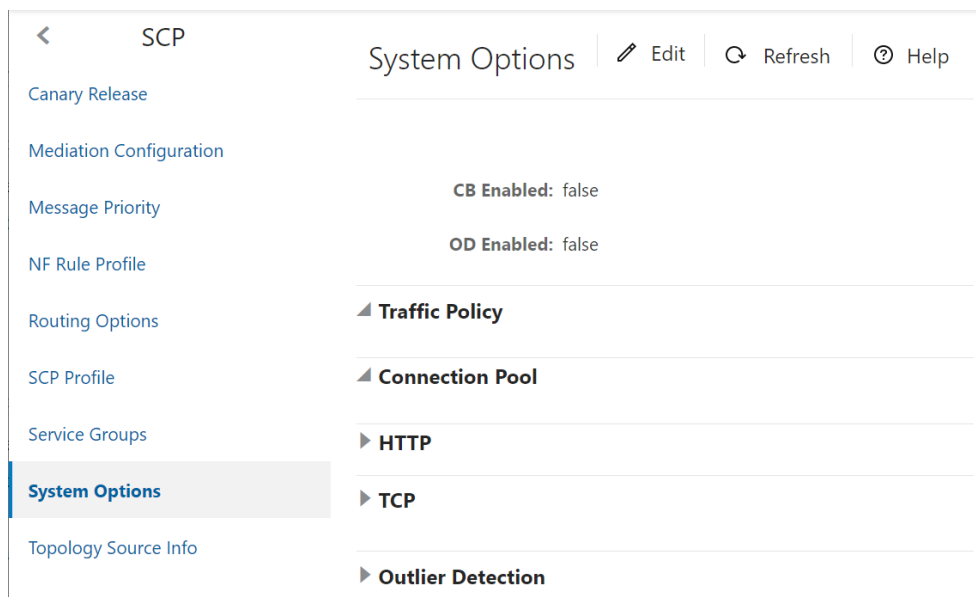 SCP
Canary Release
Mediation Configuration
Message Priority
NF Rule Profile
Routing Options
SCP Profile
Service Groups
System Options
Topology Source Info
System Options
Edit
Refresh
Help
CB Enabled: false
OD Enabled: false
Traffic Policy
Connection Pool
HTTP
TCP
Outlier Detection